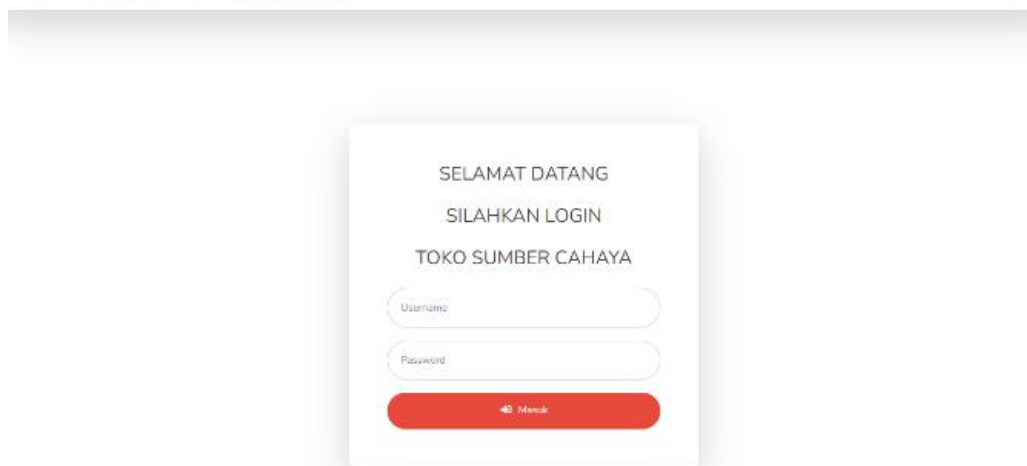 SELAMAT DATANG
SILAHKAN LOGIN
TOKO SUMBER CAHAYA
Username
Password
Masuk